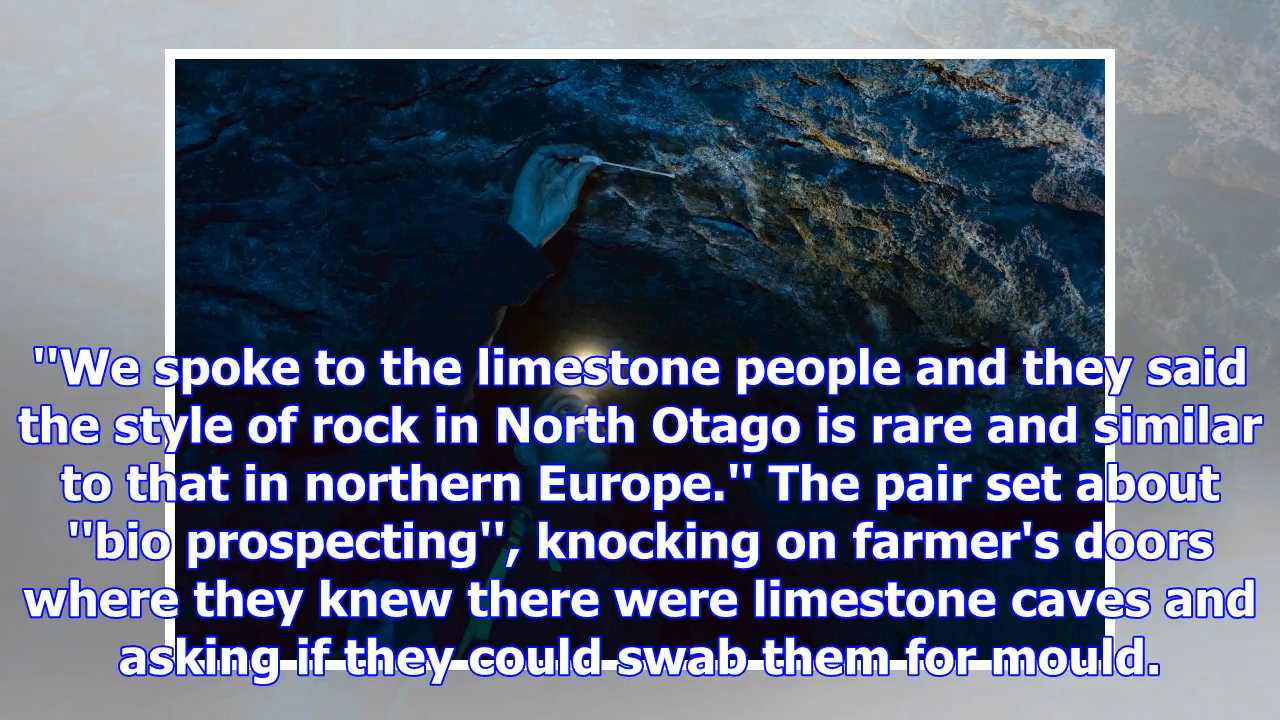 "We spoke to the limestone people and they said
the style of rock in North Otago is rare and similar
to that in northern Europe." The pair set about
"bio prospecting", knocking on farmer's doors
where they knew there were limestone caves and
asking if they could swab them for mould.